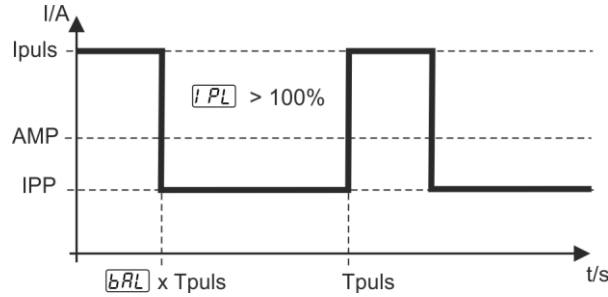 I/A
Ipuls
IPL > 100%
AMP
IPP
bAL x Tpuls
Tpuls
t/s